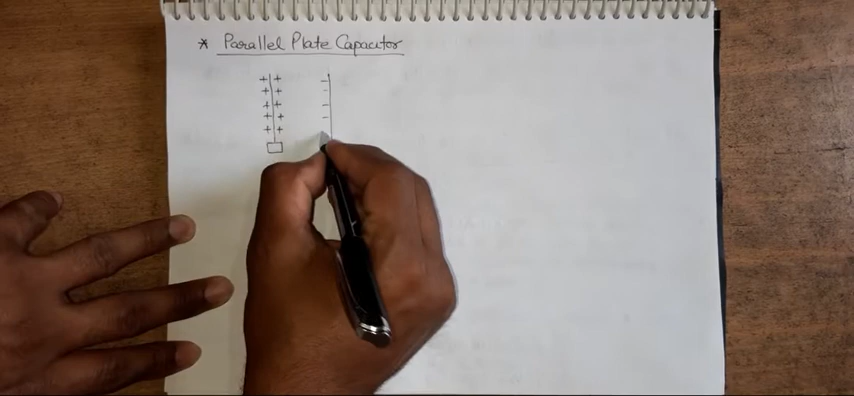 * Parallel Plate Capacitor
+ + -
+ + -
+ + -
+ + -
+ +